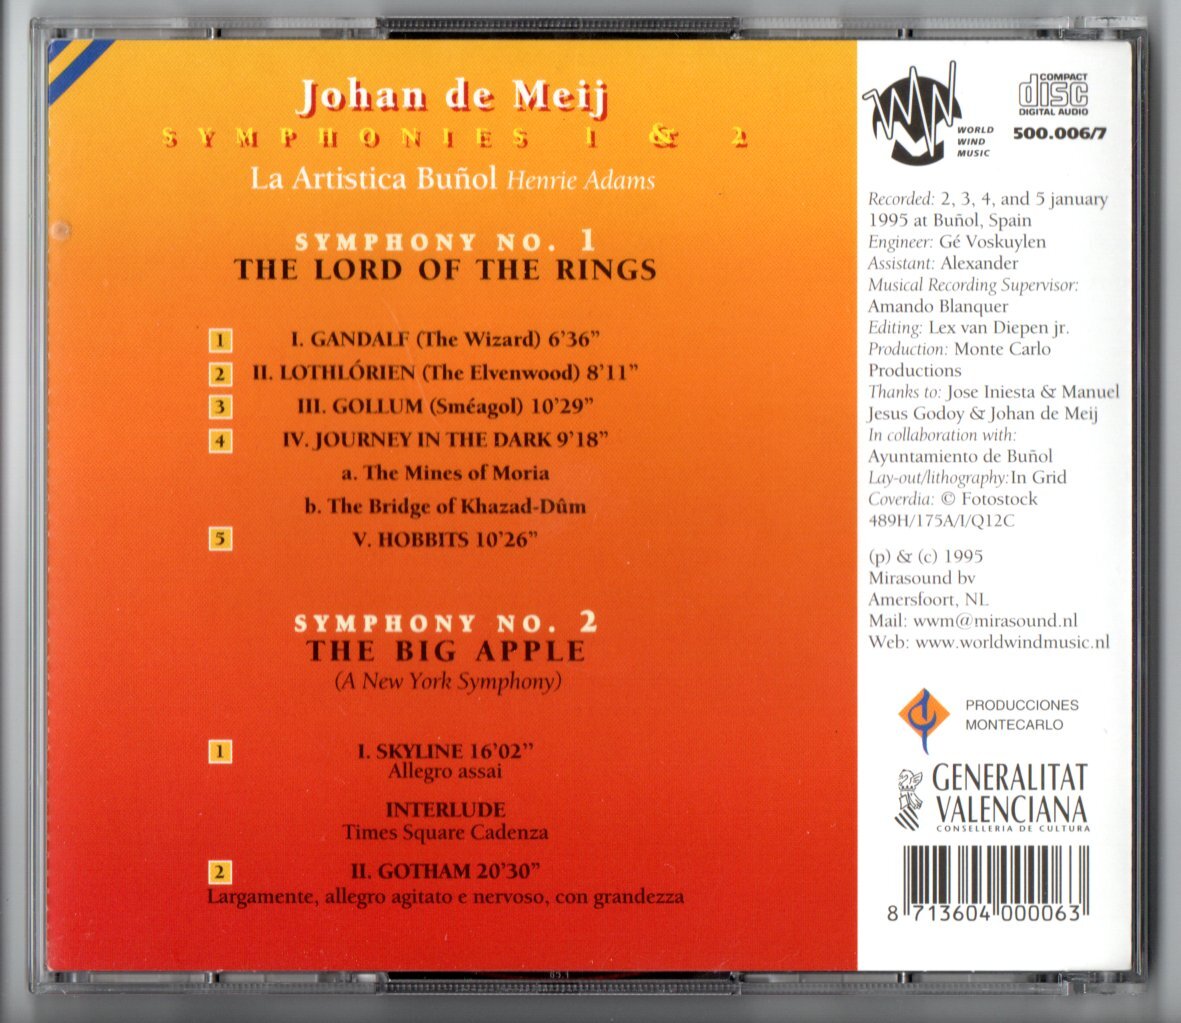 Johan de Meij
SYMPHONIES 1 & 2
La Artistica Buñol Henrie Adams
SYMPHONY NO. 1
THE LORD OF THE RINGS
1 I. GANDALF (The Wizard) 6'36"
2 II. LOTHLÓRIEN (The Elvenwood) 8'11"
3 III. GOLLUM (Sméagol) 10'29"
4 IV. JOURNEY IN THE DARK 9'18"
a. The Mines of Moria
b. The Bridge of Khazad-Dûm
5 V. HOBBITS 10'26"
SYMPHONY NO. 2
THE BIG APPLE
(A New York Symphony)
1 I. SKYLINE 16'02"
Allegro assai
INTERLUDE
Times Square Cadenza
2 II. GOTHAM 20'30"
Largamente, allegro agitato e nervoso, con grandezza
WORLD
WIND
MUSIC
COMPACT
disc
DIGITAL AUDIO
500.006/7
Recorded: 2, 3, 4, and 5 january
1995 at Buñol, Spain
Engineer: Gé Voskuylen
Assistant: Alexander
Musical Recording Supervisor:
Amando Blanquer
Editing: Lex van Diepen jr.
Production: Monte Carlo
Productions
Thanks to: Jose Iniesta & Manuel
Jesus Godoy & Johan de Meij
In collaboration with:
Ayuntamiento de Buñol
Lay-out/lithography: In Grid
Coverdia: © Fotostock
489H/175A/I/Q12C
(p) & (c) 1995
Mirasound bv
Amersfoort, NL
Mail: wwm@mirasound.nl
Web: www.worldwindmusic.nl
PRODUCCIONES
MONTECARLO
GENERALITAT
VALENCIANA
CONSELLERIA DE CULTURA
8 713604 000063